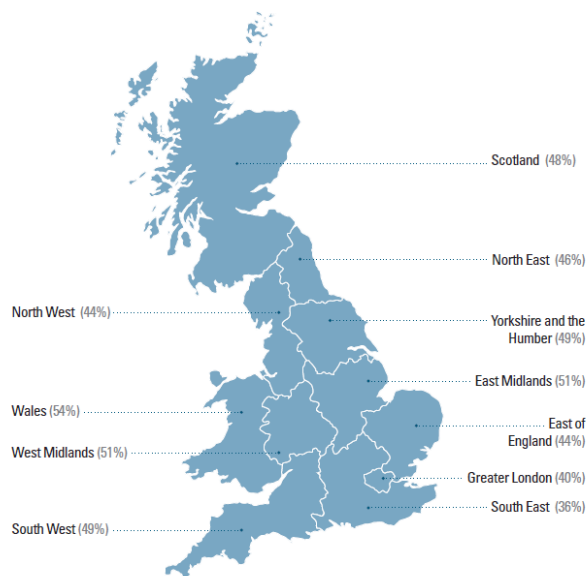 Scotland (48%)
North East (46%)
North West (44%)
Yorkshire and the
Humber (49%)
East Midlands (51%)
Wales (54%)
East of
England (44%)
West Midlands (51%)
Greater London (40%)
South East (36%)
South West (49%)